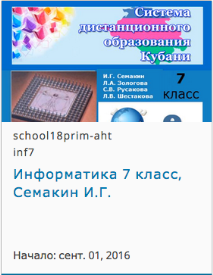 Система
дистанционного
образования
Кубани
И.Г. Семакин
Л.А. Залогова
С.В. Русакова
Л.В. Шестакова
7
класс
school18prim-aht
inf7
Информатика 7 класс,
Семакин И.Г.
Начало: сент. 01, 2016